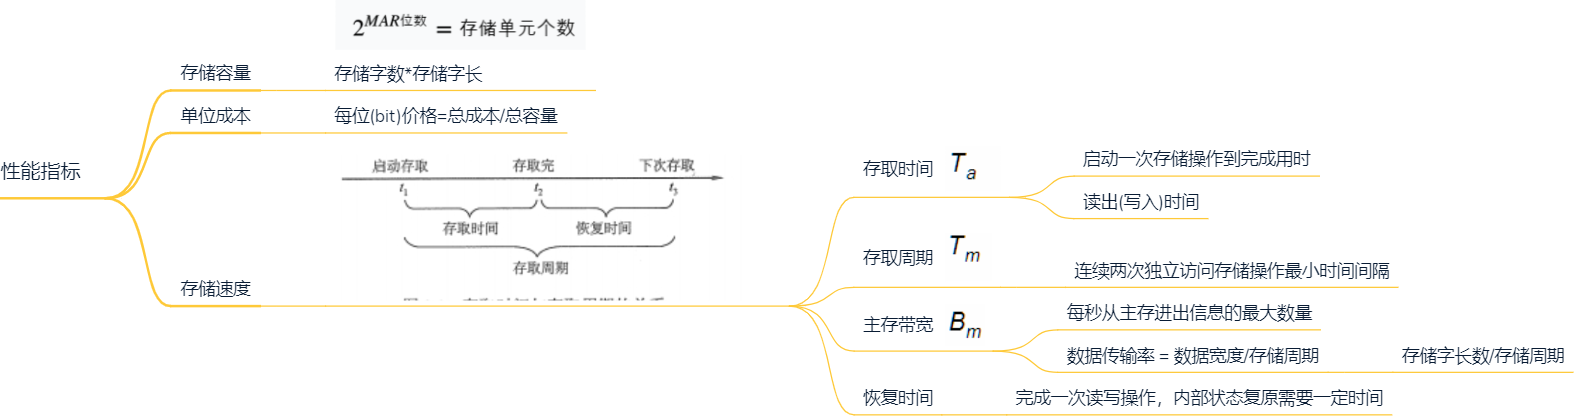 2^MAR位数 = 存储单元个数
存储容量
存储字数*存储字长
单位成本
每位(bit)价格=总成本/总容量
性能指标
启动存取 存取完 下次存取
t1 t2 t3
存取时间 恢复时间
存取周期
存储速度
存取时间 Ta
启动一次存储操作到完成用时
读出(写入)时间
存取周期 Tm
连续两次独立访问存储操作最小时间间隔
主存带宽 Bm
每秒从主存进出信息的最大数量
数据传输率 = 数据宽度/存储周期 存储字长数/存储周期
恢复时间
完成一次读写操作，内部状态复原需要一定时间